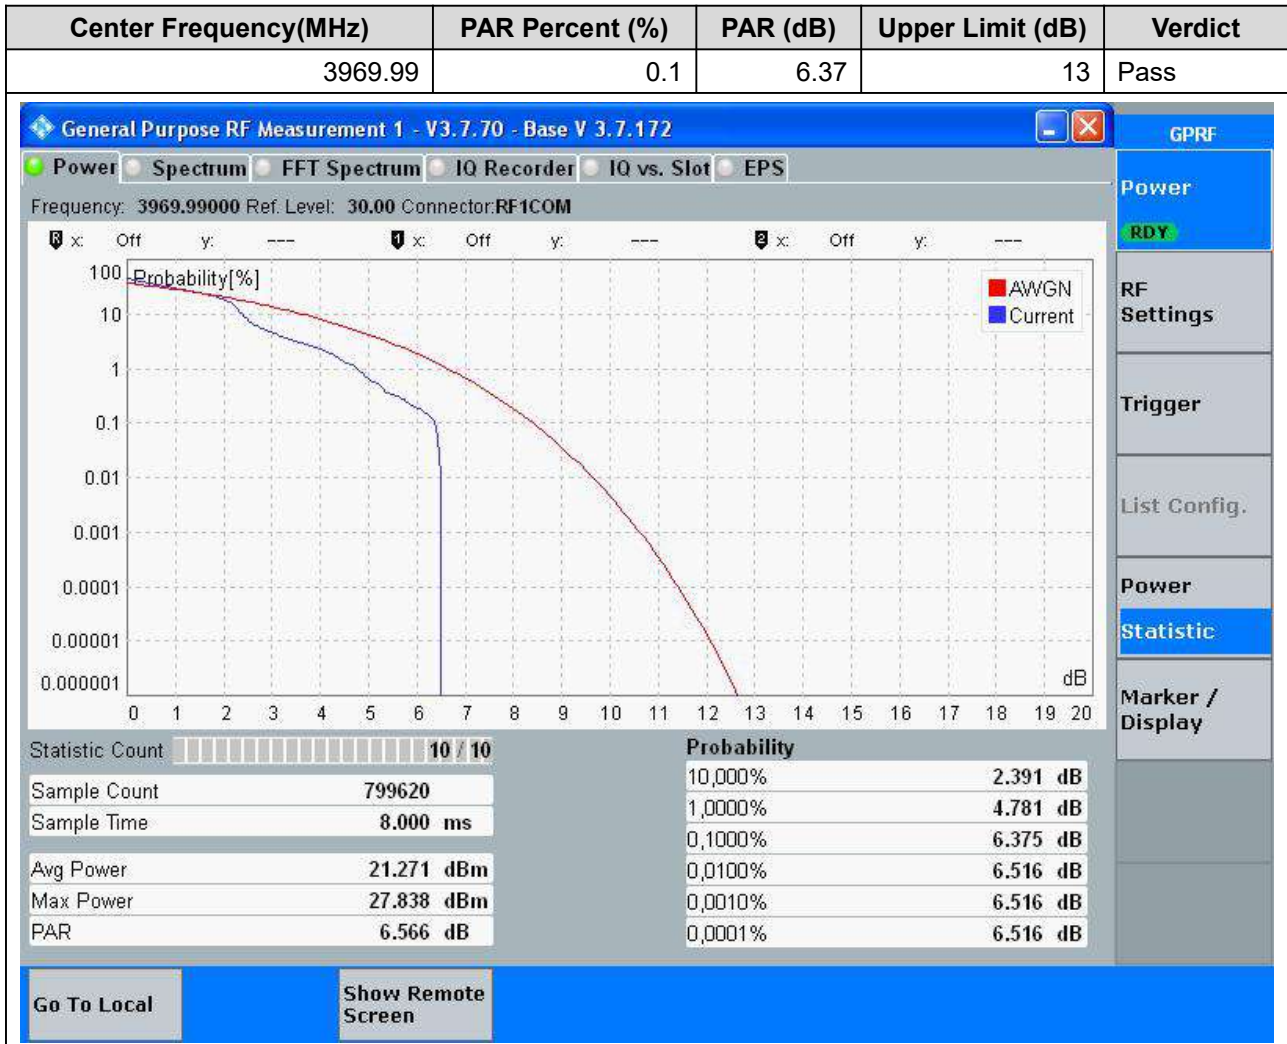 Center Frequency(MHz) PAR Percent (%) PAR (dB) Upper Limit (dB) Verdict
3969.99 0.1 6.37 13 Pass
General Purpose RF Measurement 1 - V3.7.70 - Base V 3.7.172
GPRF
Power Spectrum FFT Spectrum IQ Recorder IQ vs. Slot EPS
Frequency: 3969.99000 Ref. Level: 30.00 Connector:RF1COM
R x: Off y: --- 1 x: Off y: --- 2 x: Off y: ---
Probability[%]
AWGN
Current
100
10
1
0.1
0.01
0.001
0.0001
0.00001
0.000001
dB
0 1 2 3 4 5 6 7 8 9 10 11 12 13 14 15 16 17 18 19 20
Statistic Count 10 / 10
Sample Count 799620
Sample Time 8.000 ms
Avg Power 21.271 dBm
Max Power 27.838 dBm
PAR 6.566 dB
Probability
10,000% 2.391 dB
1,0000% 4.781 dB
0,1000% 6.375 dB
0,0100% 6.516 dB
0,0010% 6.516 dB
0,0001% 6.516 dB
Power
RDY
RF
Settings
Trigger
List Config.
Power
Statistic
Marker /
Display
Go To Local
Show Remote
Screen